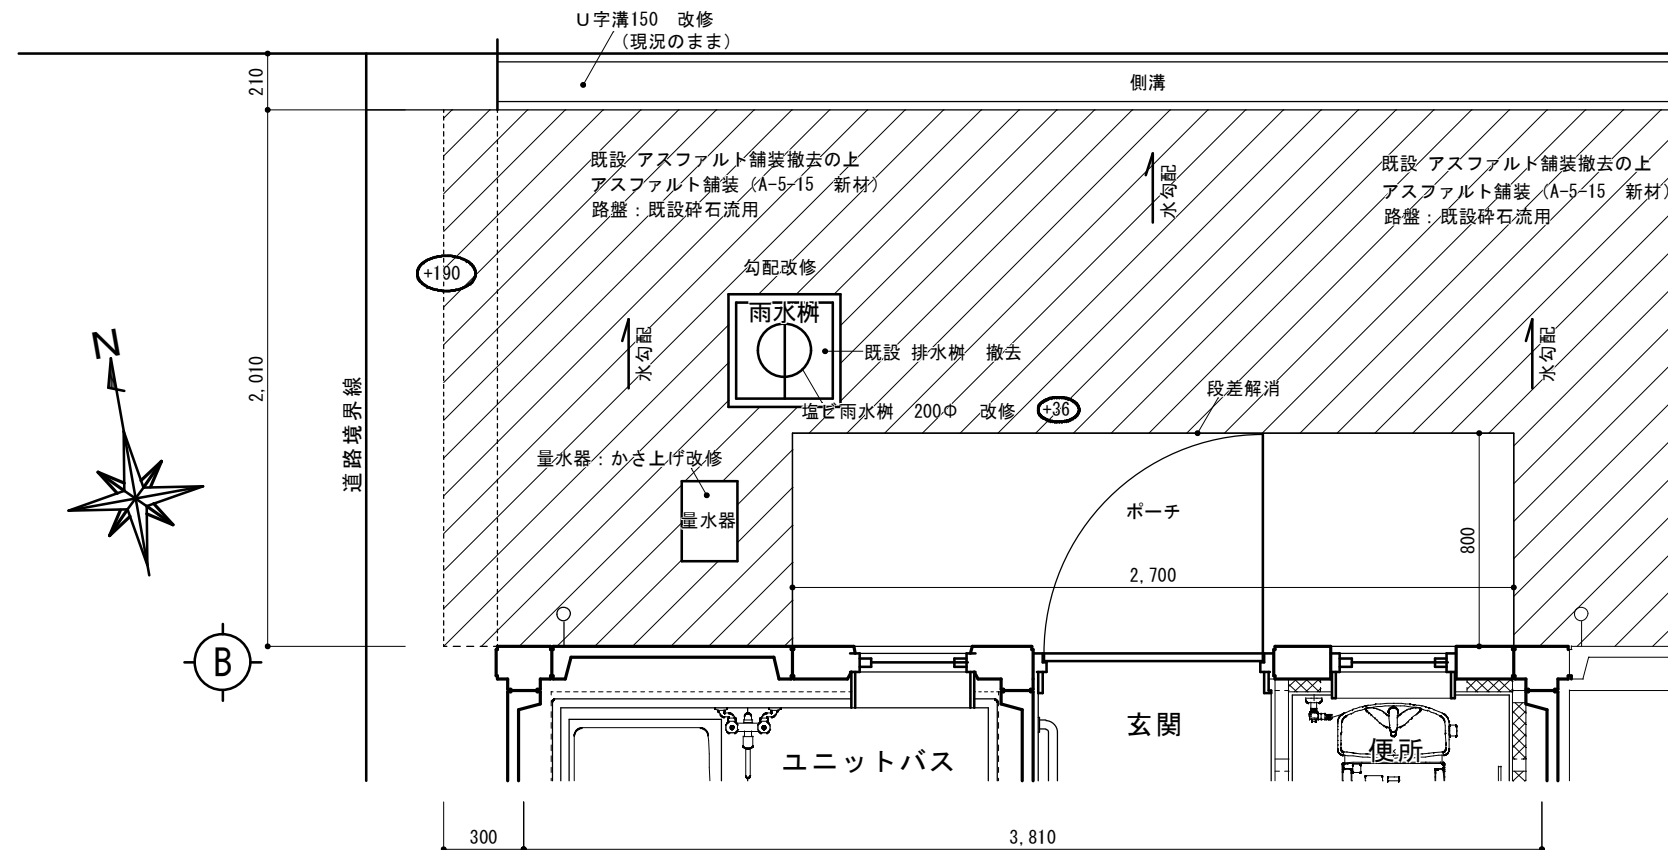 U字溝150 改修
(現況のまま)
210
側溝
既設 アスファルト舗装撤去の上
アスファルト舗装 (A-5-15 新材)
路盤：既設砕石流用
水勾配
既設 アスファルト舗装撤去の上
アスファルト舗装 (A-5-15 新材)
路盤：既設砕石流用
+190
勾配改修
雨水桝
N
水勾配
既設 排水桝 撤去
水勾配
2,010
道路境界線
段差解消
塩ビ雨水桝 200Φ 改修
+36
量水器：かさ上げ改修
量水器
ポーチ
800
2,700
B
玄関
ユニットバス
便所
300
3,810